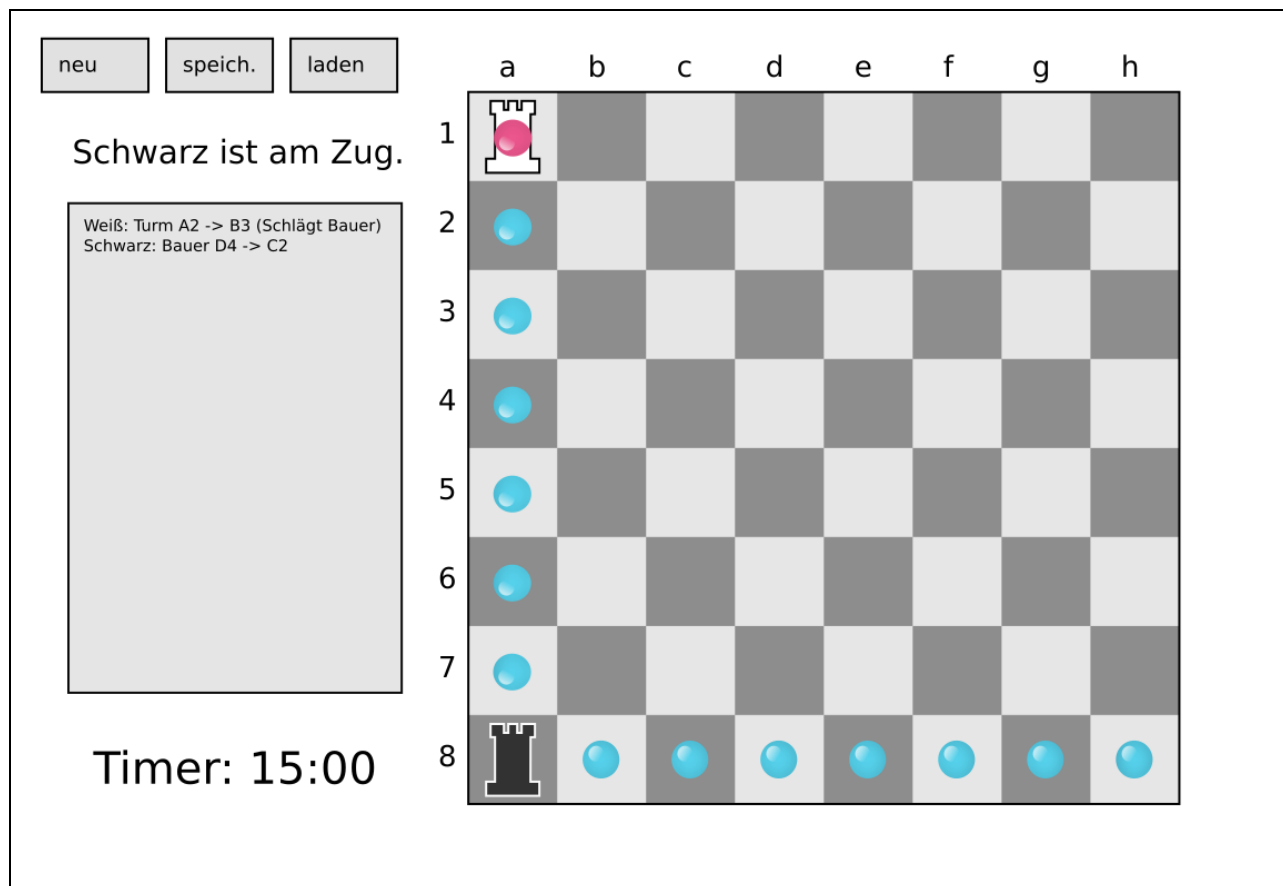 neu
speich.
laden
Schwarz ist am Zug.
Weiß: Turm A2 -> B3 (Schlägt Bauer)
Schwarz: Bauer D4 -> C2
Timer: 15:00
a b c d e f g h
1
2
3
4
5
6
7
8